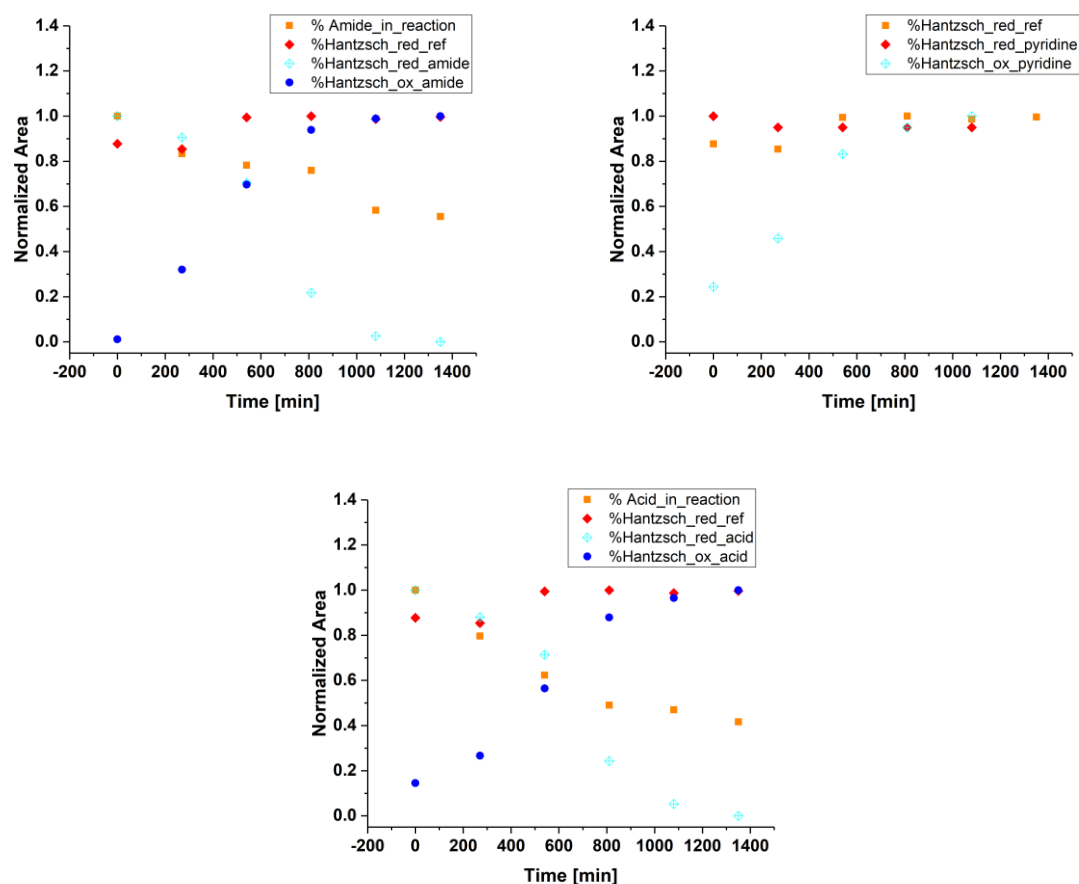 % Amide_in_reaction
%Hantzsch_red_ref
%Hantzsch_red_amide
%Hantzsch_ox_amide
Normalized Area
1.4
1.2
1.0
0.8
0.6
0.4
0.2
0.0
-200 0 200 400 600 800 1000 1200 1400
Time [min]
%Hantzsch_red_ref
%Hantzsch_red_pyridine
%Hantzsch_ox_pyridine
Normalized Area
1.4
1.2
1.0
0.8
0.6
0.4
0.2
0.0
-200 0 200 400 600 800 1000 1200 1400
Time [min]
% Acid_in_reaction
%Hantzsch_red_ref
%Hantzsch_red_acid
%Hantzsch_ox_acid
Normalized Area
1.4
1.2
1.0
0.8
0.6
0.4
0.2
0.0
-200 0 200 400 600 800 1000 1200 1400
Time [min]